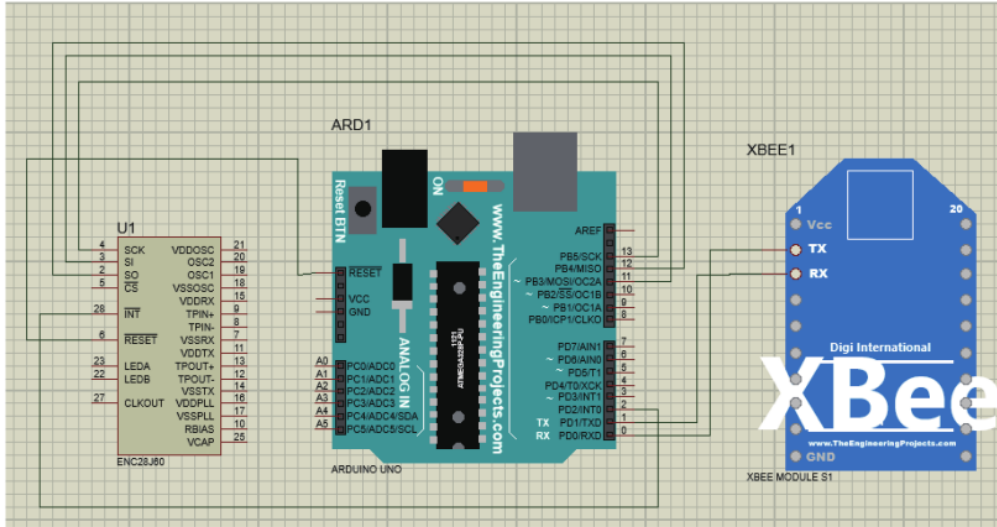 ARD1
XBEE1
U1
4 SCK
3 SI
2 SO
5 CS
28 INT
6 RESET
23 LEDA
22 LEDB
27 CLKOUT
VDDOSC 21
OSC2 20
OSC1 19
VSSOSC 18
VDDRX 15
TPIN+ 9
TPIN- 8
VSSRX 7
VDDTX 11
TPOUT+ 13
TPOUT- 12
VSSTX 14
VDDPLL 16
VSSPLL 17
RBIAS 10
VCAP 25
ENC28J60
Reset BTN
ON
www.TheEngineeringProjects.com
RESET
VCC
GND
ANALOG IN
A0 PC0/ADC0
A1 PC1/ADC1
A2 PC2/ADC2
A3 PC3/ADC3
A4 PC4/ADC4/SDA
A5 PC5/ADC5/SCL
AREF
PB5/SCK 13
PB4/MISO 12
~ PB3/MOSI/OC2A 11
~ PB2/SS/OC1B 10
~ PB1/OC1A 9
PB0/ICP1/CLKO 8
PD7/AIN1 7
~ PD6/AIN0 6
~ PD5/T1 5
PD4/T0/XCK 4
~ PD3/INT1 3
PD2/INT0 2
TX PD1/TXD 1
RX PD0/RXD 0
ARDUINO UNO
1 20
Vcc
TX
RX
Digi International
XBee
www.TheEngineeringProjects.com
GND
XBEE MODULE S1